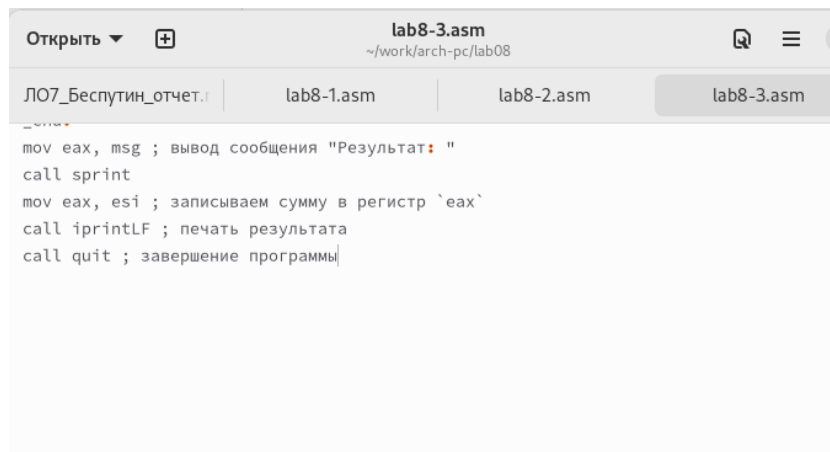 Открыть
lab8-3.asm
~/work/arch-pc/lab08
ЛО7_Беспутин_отчет.
lab8-1.asm
lab8-2.asm
lab8-3.asm
_end:
mov eax, msg ; вывод сообщения "Результат: "
call sprint
mov eax, esi ; записываем сумму в регистр `eax`
call iprintLF ; печать результата
call quit ; завершение программы